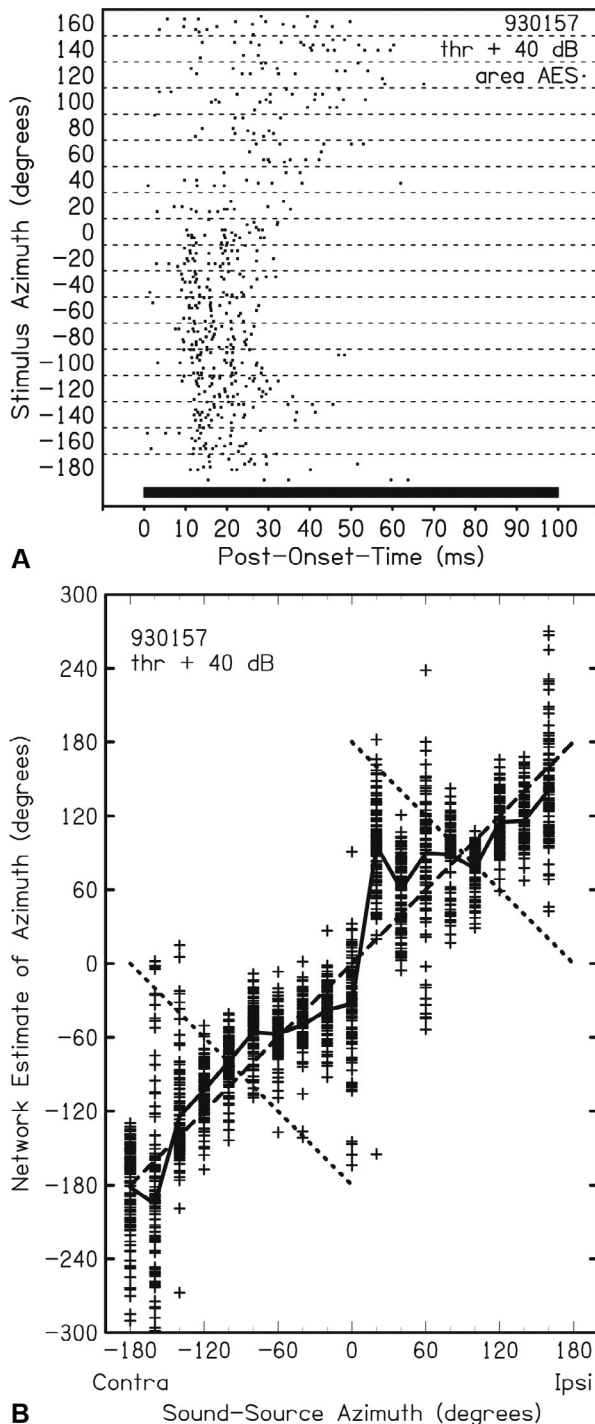 930157
thr + 40 dB
area AES
Stimulus Azimuth (degrees)
160
140
120
100
80
60
40
20
0
-20
-40
-60
-80
-100
-120
-140
-160
-180
0 10 20 30 40 50 60 70 80 90 100
Post-Onset-Time (ms)
A
930157
thr + 40 dB
Network Estimate of Azimuth (degrees)
300
240
180
120
60
0
-60
-120
-180
-240
-300
-180 -120 -60 0 60 120 180
Contra Ipsi
Sound-Source Azimuth (degrees)
B